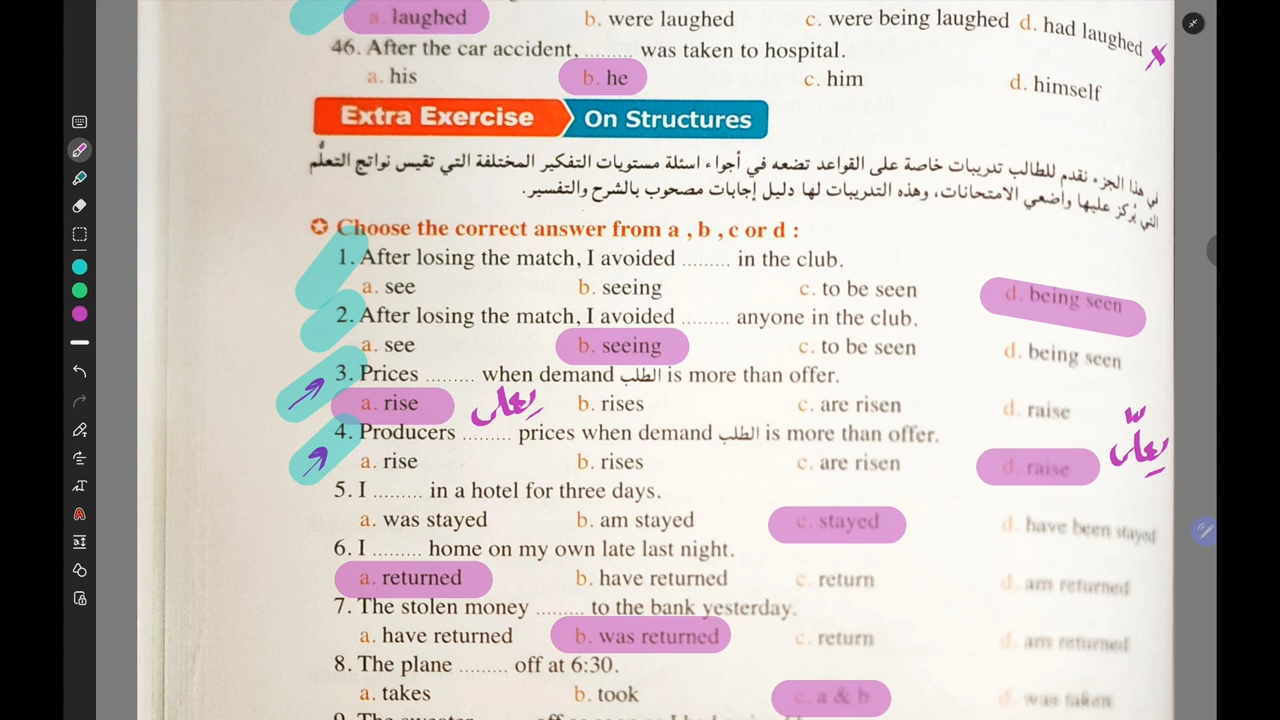 a. laughed b. were laughed c. were being laughed d. had laughed
46. After the car accident, ......... was taken to hospital.
a. his b. he c. him d. himself
Extra Exercise On Structures
في هذا الجزء نقدم للطالب تدريبات خاصة على القواعد تضعه في أجواء اسئلة مستويات التفكير المختلفة التي تقيس نواتج التعلُّم
التي يُركز عليها واضعي الامتحانات، وهذه التدريبات لها دليل إجابات مصحوب بالشرح والتفسير.
Choose the correct answer from a , b , c or d :
1. After losing the match, I avoided ......... in the club.
a. see b. seeing c. to be seen d. being seen
2. After losing the match, I avoided ......... anyone in the club.
a. see b. seeing c. to be seen d. being seen
3. Prices ......... when demand الطلب is more than offer.
a. rise يعلى b. rises c. are risen d. raise
4. Producers ......... prices when demand الطلب is more than offer.
a. rise b. rises c. are risen d. raise يعلّى
5. I ......... in a hotel for three days.
a. was stayed b. am stayed c. stayed d. have been stayed
6. I ......... home on my own late last night.
a. returned b. have returned c. return d. am returned
7. The stolen money ......... to the bank yesterday.
a. have returned b. was returned c. return d. am returned
8. The plane ......... off at 6:30.
a. takes b. took c. a & b d. was taken